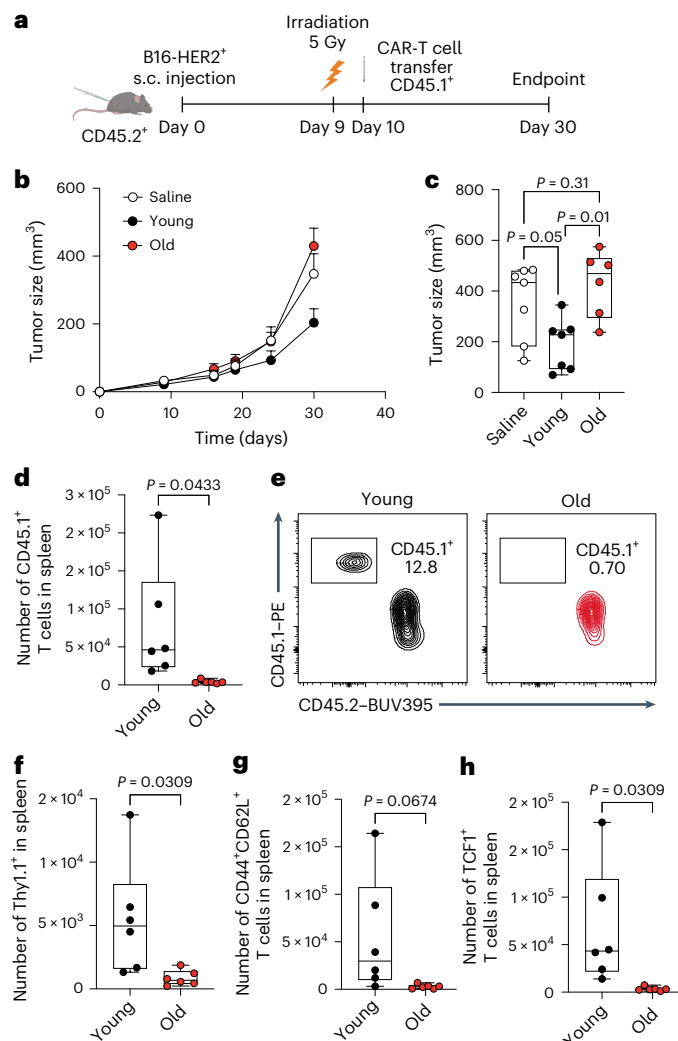 a
Irradiation
5 Gy
B16-HER2⁺
s.c. injection
CAR-T cell
transfer
CD45.1⁺
Endpoint
CD45.2⁺
Day 0
Day 9
Day 10
Day 30
b
600
400
200
0
Tumor size (mm³)
Saline
Young
Old
0
10
20
30
40
Time (days)
c
800
600
400
200
0
Tumor size (mm³)
P = 0.31
P = 0.01
P = 0.05
Saline
Young
Old
d
P = 0.0433
3 × 10⁵
2 × 10⁵
2 × 10⁵
1 × 10⁵
5 × 10⁴
0
Number of CD45.1⁺
T cells in spleen
Young
Old
e
Young
Old
CD45.1⁺
12.8
CD45.1⁺
0.70
CD45.1–PE
CD45.2–BUV395
f
P = 0.0309
2 × 10⁴
1 × 10⁴
5 × 10³
0
Number of Thy1.1⁺ in spleen
Young
Old
g
P = 0.0674
2 × 10⁵
2 × 10⁵
1 × 10⁵
5 × 10⁴
0
Number of CD44⁺CD62L⁺
T cells in spleen
Young
Old
h
P = 0.0309
2 × 10⁵
2 × 10⁵
1 × 10⁵
5 × 10⁴
0
Number of TCF1⁺
T cells in spleen
Young
Old